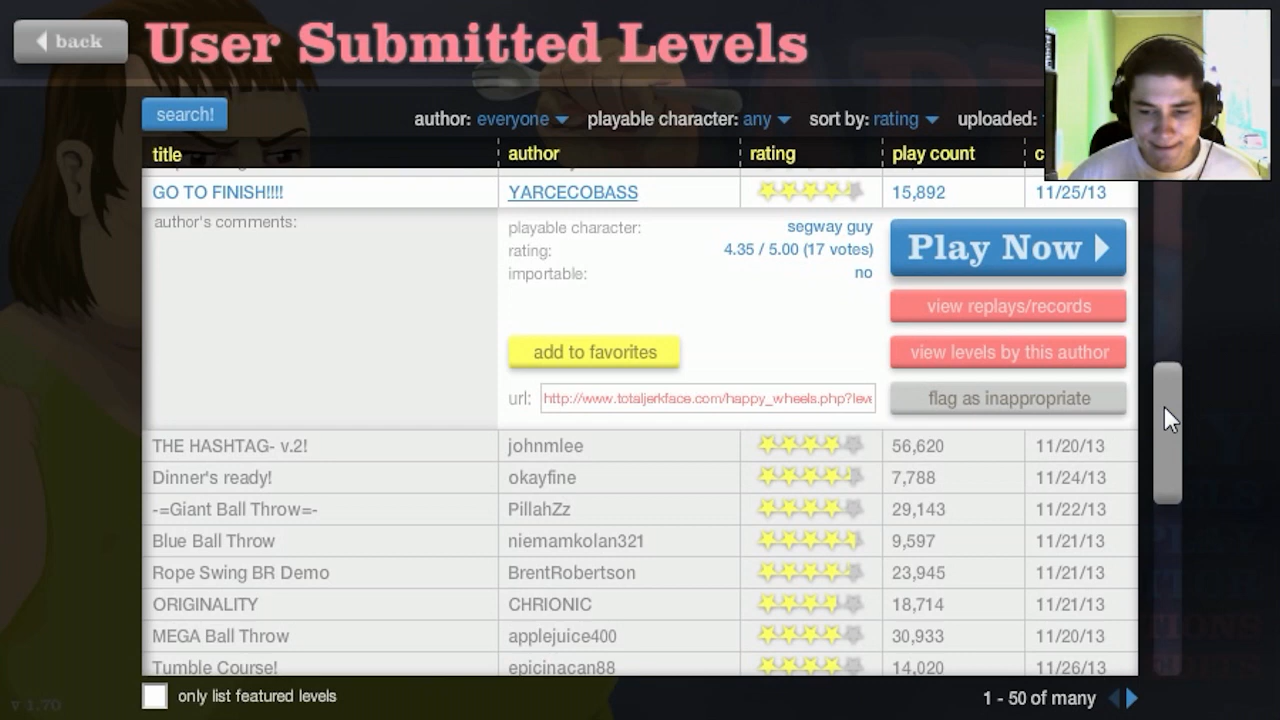 back
User Submitted Levels
search!
author: everyone playable character: any sort by: rating uploaded:
title author rating play count
GO TO FINISH!!!! YARCECOBASS 15,892 11/25/13
author's comments:
playable character: segway guy
rating: 4.35 / 5.00 (17 votes)
importable: no
Play Now
view replays/records
add to favorites
view levels by this author
url: http://www.totaljerkface.com/happy_wheels.php?leve
flag as inappropriate
THE HASHTAG- v.2! johnmlee 56,620 11/20/13
Dinner's ready! okayfine 7,788 11/24/13
-=Giant Ball Throw=- PillahZz 29,143 11/22/13
Blue Ball Throw niemamkolan321 9,597 11/21/13
Rope Swing BR Demo BrentRobertson 23,945 11/21/13
ORIGINALITY CHRIONIC 18,714 11/21/13
MEGA Ball Throw applejuice400 30,933 11/20/13
Tumble Course! epicinacan88 14,020 11/26/13
only list featured levels
1 - 50 of many
v 1.70